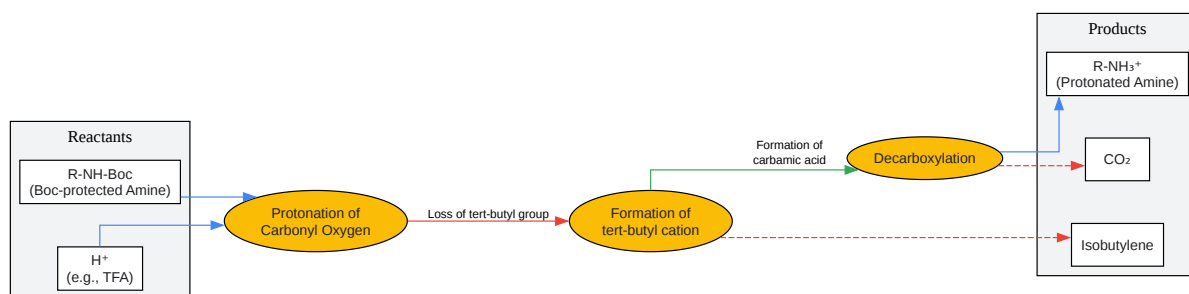 Reactants
R-NH-Boc
(Boc-protected Amine)
H⁺
(e.g., TFA)
Protonation of
Carbonyl Oxygen
Loss of tert-butyl group
Formation of
tert-butyl cation
Formation of
carbamic acid
Decarboxylation
Products
R-NH₃⁺
(Protonated Amine)
CO₂
Isobutylene